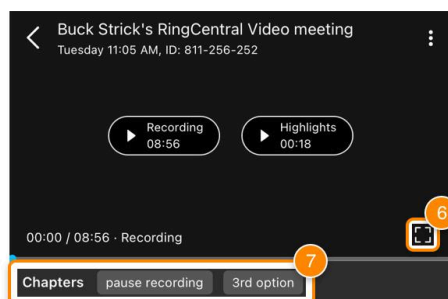 Buck Strick's RingCentral Video meeting
Tuesday 11:05 AM, ID: 811-256-252
Recording
08:56
Highlights
00:18
6
00:00 / 08:56 · Recording
7
Chapters pause recording 3rd option